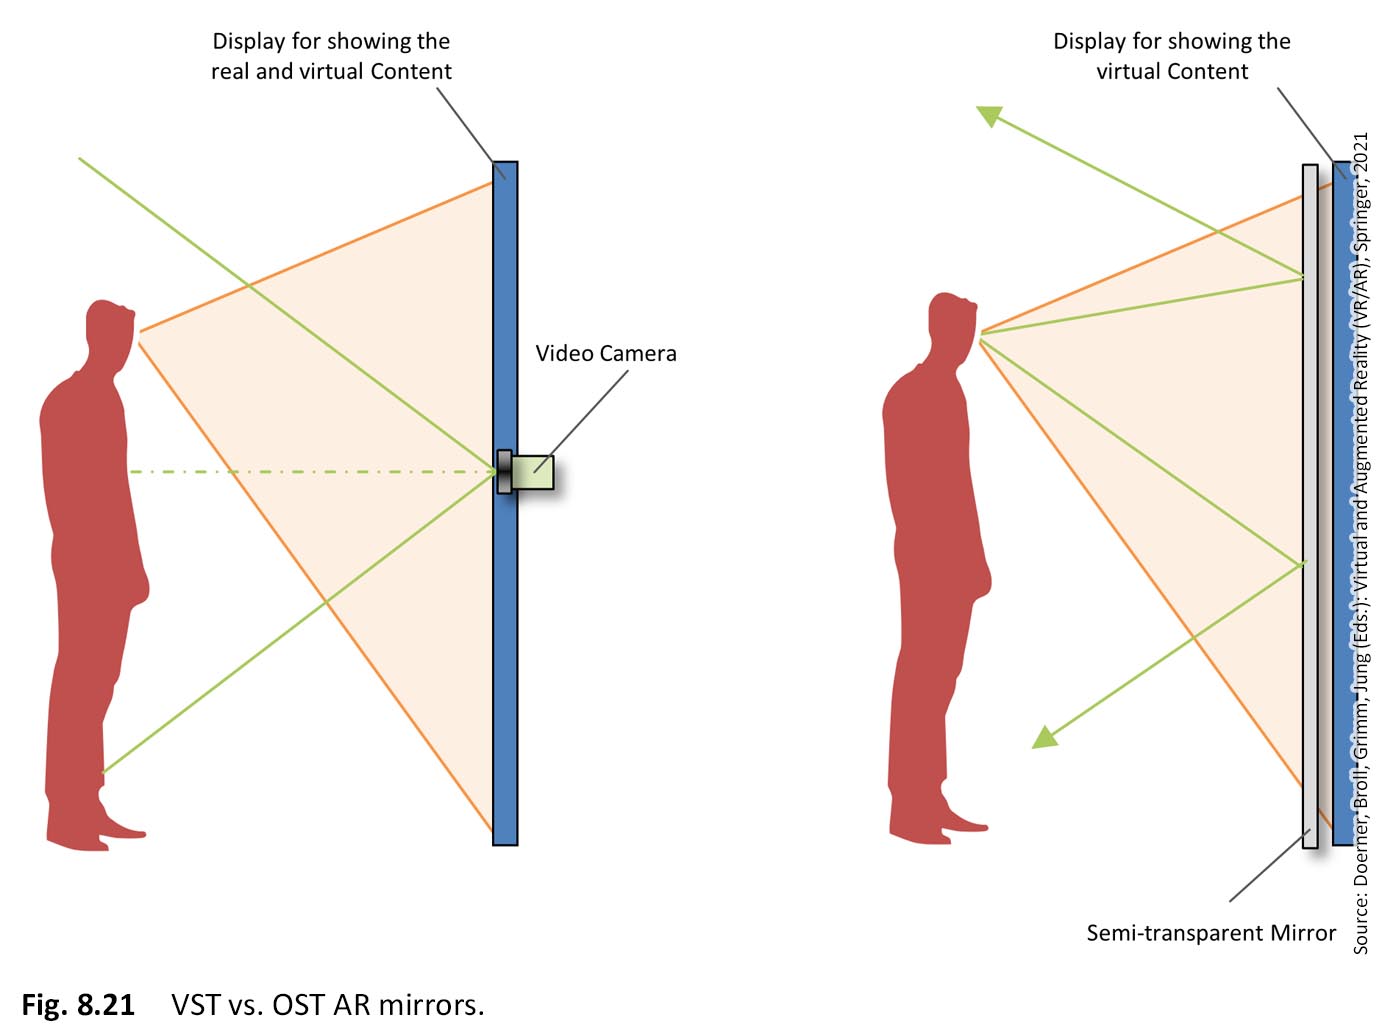 Display for showing the
real and virtual Content
Display for showing the
virtual Content
Video Camera
Semi-transparent Mirror
Source: Doerner, Broll, Grimm, Jung (Eds.): Virtual and Augmented Reality (VR/AR), Springer, 2021
Fig. 8.21 VST vs. OST AR mirrors.